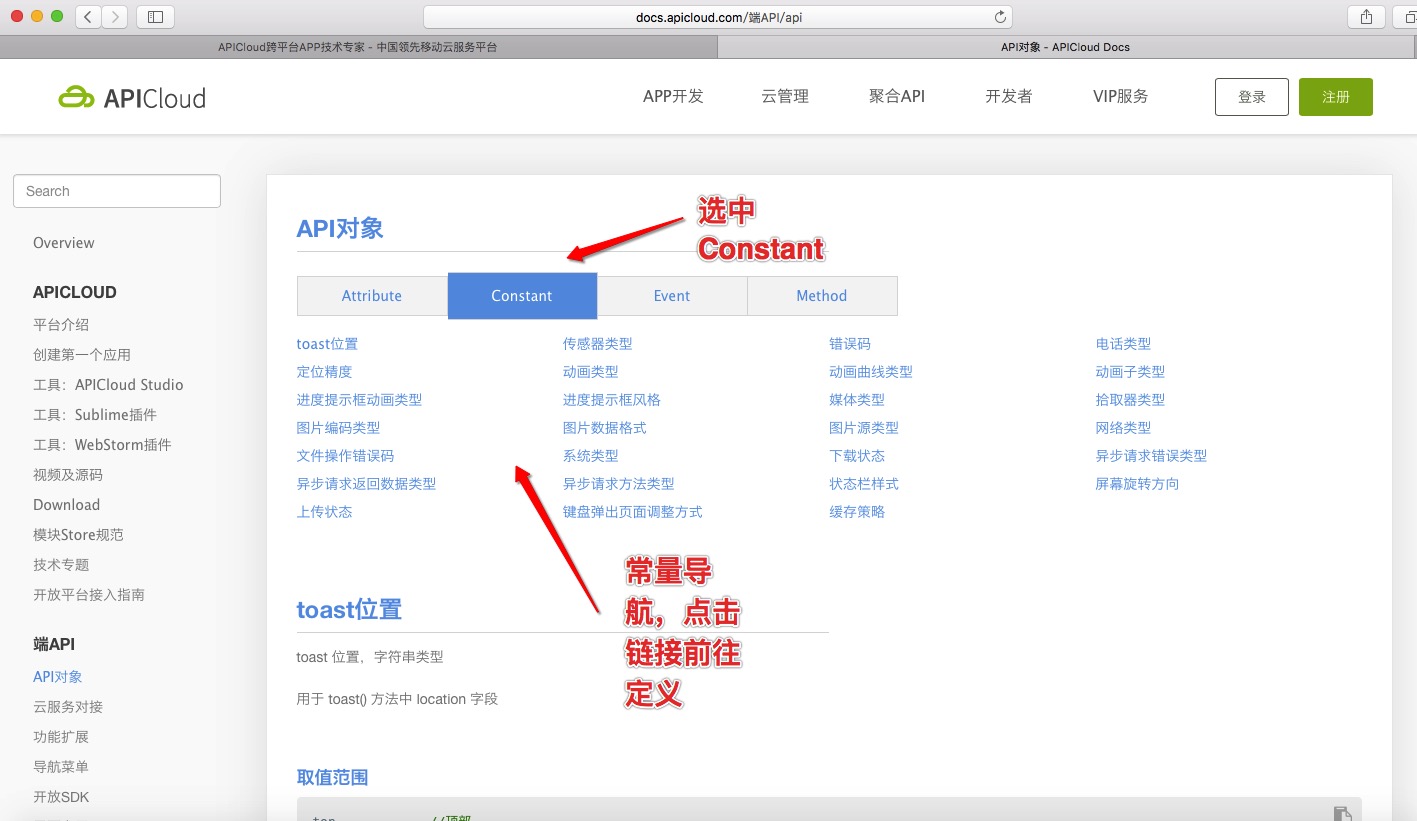 docs.apicloud.com/端API/api
APICloud跨平台APP技术专家 - 中国领先移动云服务平台
API对象 - APICloud Docs
APICloud
APP开发
云管理
聚合API
开发者
VIP服务
登录
注册
Search
Overview
APICLOUD
平台介绍
创建第一个应用
工具：APICloud Studio
工具：Sublime插件
工具：WebStorm插件
视频及源码
Download
模块Store规范
技术专题
开放平台接入指南
端API
API对象
云服务对接
功能扩展
导航菜单
开放SDK
API对象
选中
Constant
Attribute
Constant
Event
Method
toast位置
传感器类型
错误码
电话类型
定位精度
动画类型
动画曲线类型
动画子类型
进度提示框动画类型
进度提示框风格
媒体类型
拾取器类型
图片编码类型
图片数据格式
图片源类型
网络类型
文件操作错误码
系统类型
下载状态
异步请求错误类型
异步请求返回数据类型
异步请求方法类型
状态栏样式
屏幕旋转方向
上传状态
键盘弹出页面调整方式
缓存策略
常量导
航，点击
链接前往
定义
toast位置
toast 位置，字符串类型
用于 toast() 方法中 location 字段
取值范围
top //顶部